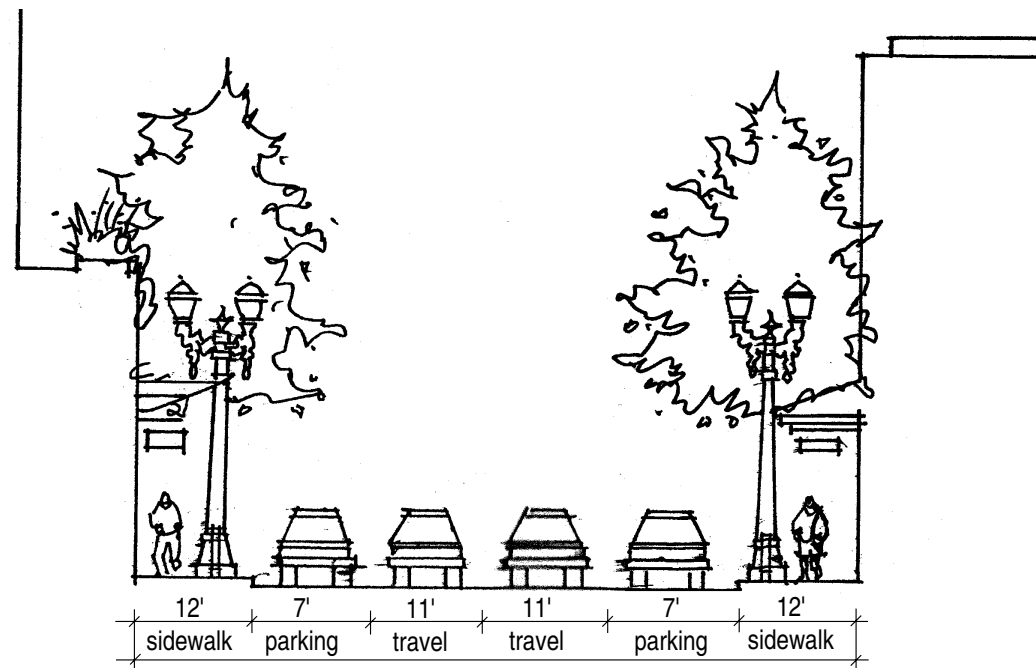 12' 7' 11' 11' 7' 12'
sidewalk parking travel travel parking sidewalk